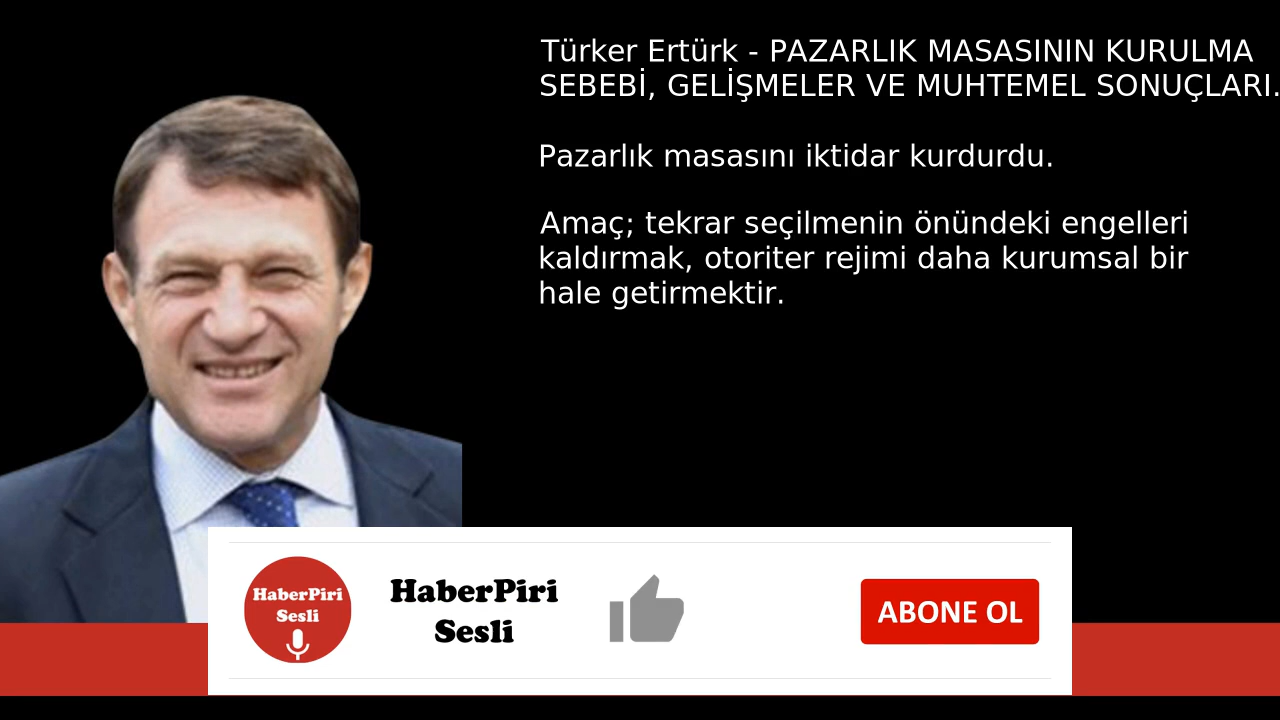 Türker Ertürk - PAZARLIK MASASININ KURULMA
SEBEBİ, GELİŞMELER VE MUHTEMEL SONUÇLARI.
Pazarlık masasını iktidar kurdurdu.
Amaç; tekrar seçilmenin önündeki engelleri
kaldırmak, otoriter rejimi daha kurumsal bir
hale getirmektir.
HaberPiri
Sesli
HaberPiri
Sesli
ABONE OL